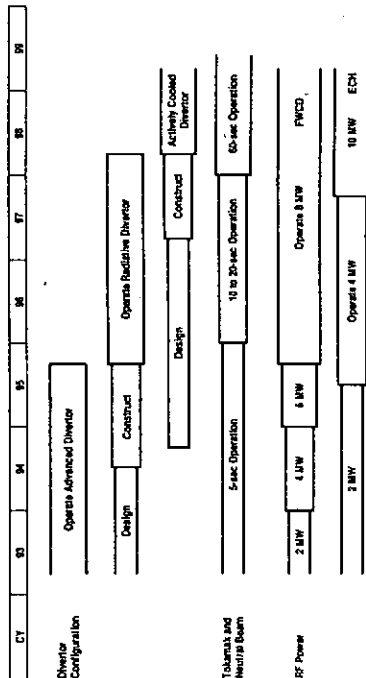 CY 93 94 95 96 97 98 99
Divertor
Configuration
Operate Advanced Divertor
Design
Construct
Operate Radiative Divertor
Design
Construct
Actively Cooled
Divertor
Tokamak and
Neutral Beam
5-sec Operation
10 to 20-sec Operation
60-sec Operation
RF Power
2 MW
4 MW
6 MW
Operate 8 MW
FWCD
Operate 4 MW
10 MW
ECH